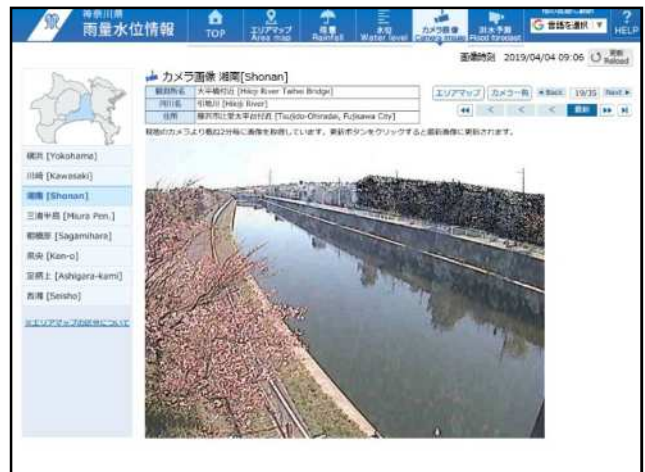 神奈川県
雨量水位情報
TOP
エリアマップ
Area map
雨量
Rainfall
水位
Water level
カメラ画像
洪水予測
Flood forecast
言語を選択 ▼
?
HELP
画像時刻 2019/04/04 09:06
更新
Reload
カメラ画像 湘南[Shonan]
観測所名 大平橋付近 [Hikiji River Taihei Bridge]
河川名 引地川 [Hikiji River]
住所 藤沢市辻堂太平台付近 [Tsujido-Ohiradai, Fujisawa City]
エリアマップ カメラ一覧 Back 19/35 Next
最新
現地のカメラより概ね2分毎に画像を取得しています。更新ボタンをクリックすると最新画像に更新されます。
横浜 [Yokohama]
川崎 [Kawasaki]
湘南 [Shonan]
三浦半島 [Miura Pen.]
相模原 [Sagamihara]
県央 [Ken-o]
足柄上 [Ashigara-kami]
西湘 [Seisho]
※エリアマップの区分について